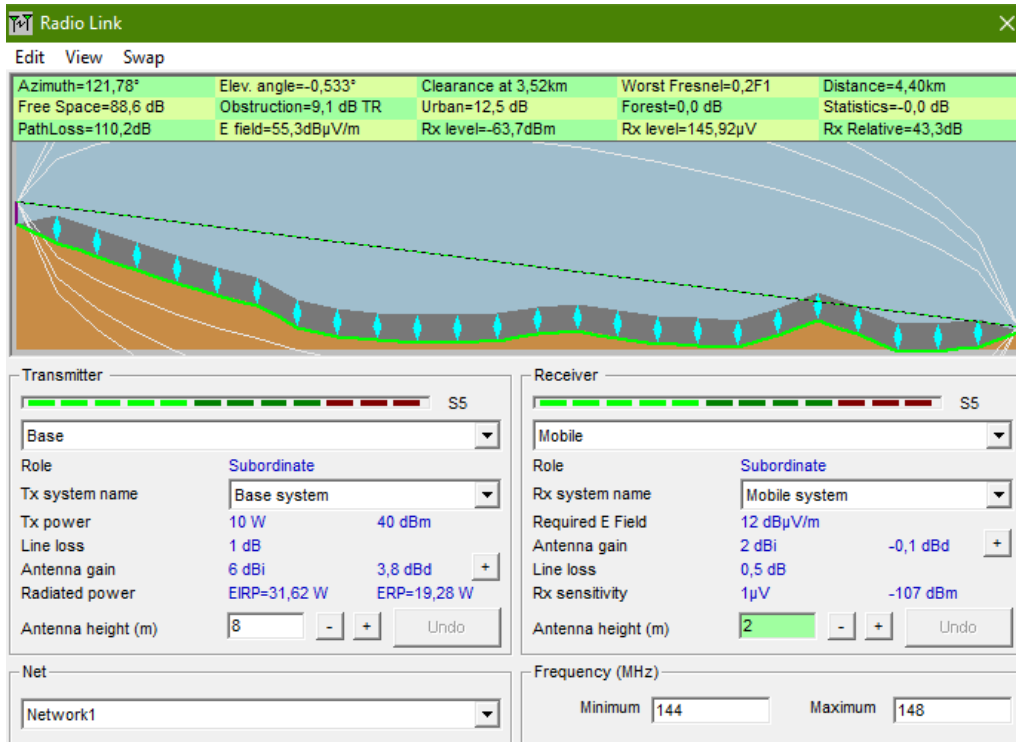 Radio Link
Edit View Swap
Azimuth=121,78° Elev. angle=-0,533° Clearance at 3,52km Worst Fresnel=0,2F1 Distance=4,40km
Free Space=88,6 dB Obstruction=9,1 dB TR Urban=12,5 dB Forest=0,0 dB Statistics=-0,0 dB
PathLoss=110,2dB E field=55,3dBµV/m Rx level=-63,7dBm Rx level=145,92µV Rx Relative=43,3dB
Transmitter
S5
Base
Role Subordinate
Tx system name Base system
Tx power 10 W 40 dBm
Line loss 1 dB
Antenna gain 6 dBi 3,8 dBd +
Radiated power EIRP=31,62 W ERP=19,28 W
Antenna height (m) 8 - + Undo
Net
Network1
Receiver
S5
Mobile
Role Subordinate
Rx system name Mobile system
Required E Field 12 dBµV/m
Antenna gain 2 dBi -0,1 dBd +
Line loss 0,5 dB
Rx sensitivity 1µV -107 dBm
Antenna height (m) 2 - + Undo
Frequency (MHz)
Minimum 144 Maximum 148